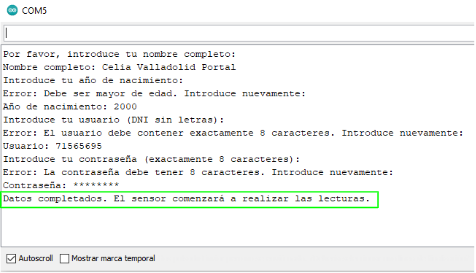 COM5
Por favor, introduce tu nombre completo:
Nombre completo: Celia Valladolid Portal
Introduce tu año de nacimiento:
Error: Debe ser mayor de edad. Introduce nuevamente:
Año de nacimiento: 2000
Introduce tu usuario (DNI sin letras):
Error: El usuario debe contener exactamente 8 caracteres. Introduce nuevamente:
Usuario: 71565695
Introduce tu contraseña (exactamente 8 caracteres):
Error: La contraseña debe tener 8 caracteres. Introduce nuevamente:
Contraseña: ********
Datos completados. El sensor comenzará a realizar las lecturas.
Autoscroll Mostrar marca temporal